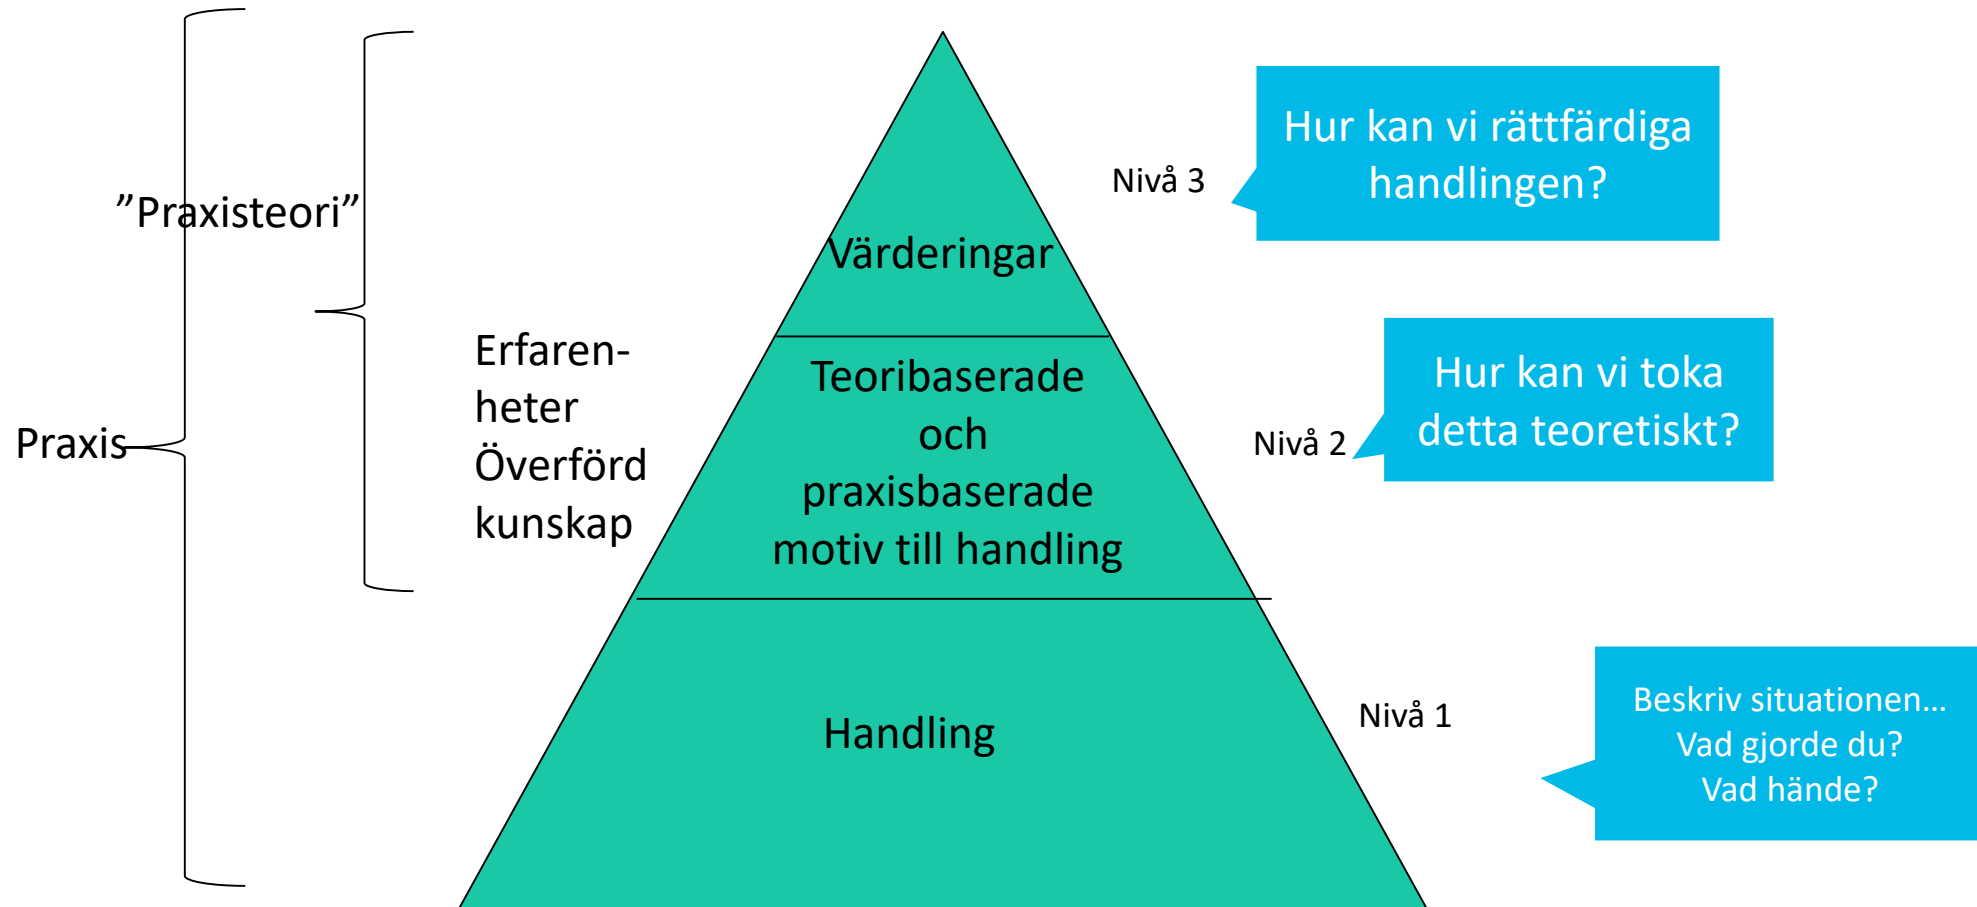 Praxis
”Praxisteori”
Erfaren-
heter
Överförd
kunskap
Värderingar
Teoribaserade
och
praxisbaserade
motiv till handling
Handling
Nivå 3
Hur kan vi rättfärdiga
handlingen?
Nivå 2
Hur kan vi toka
detta teoretiskt?
Nivå 1
Beskriv situationen...
Vad gjorde du?
Vad hände?